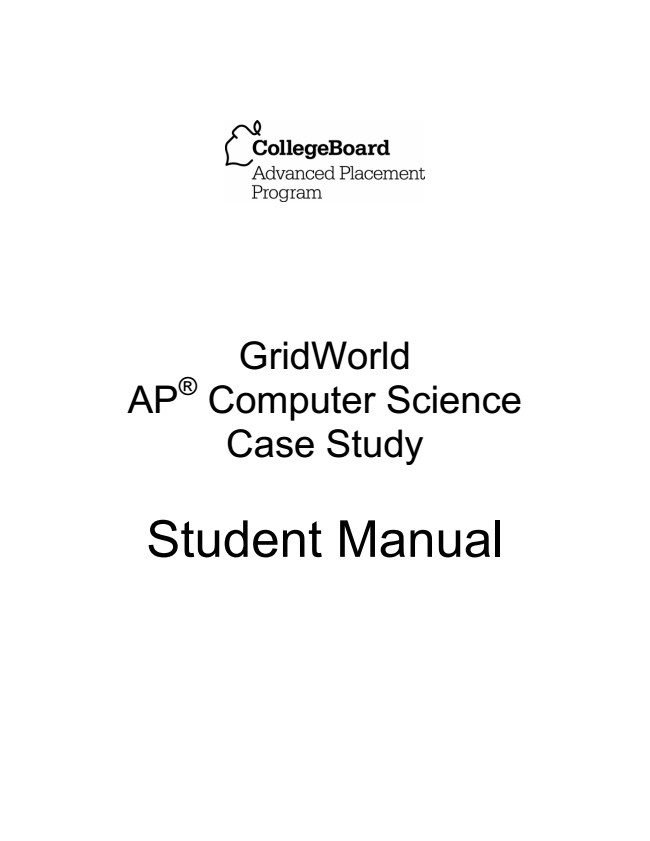 CollegeBoard
Advanced Placement
Program
GridWorld
AP® Computer Science
Case Study
Student Manual